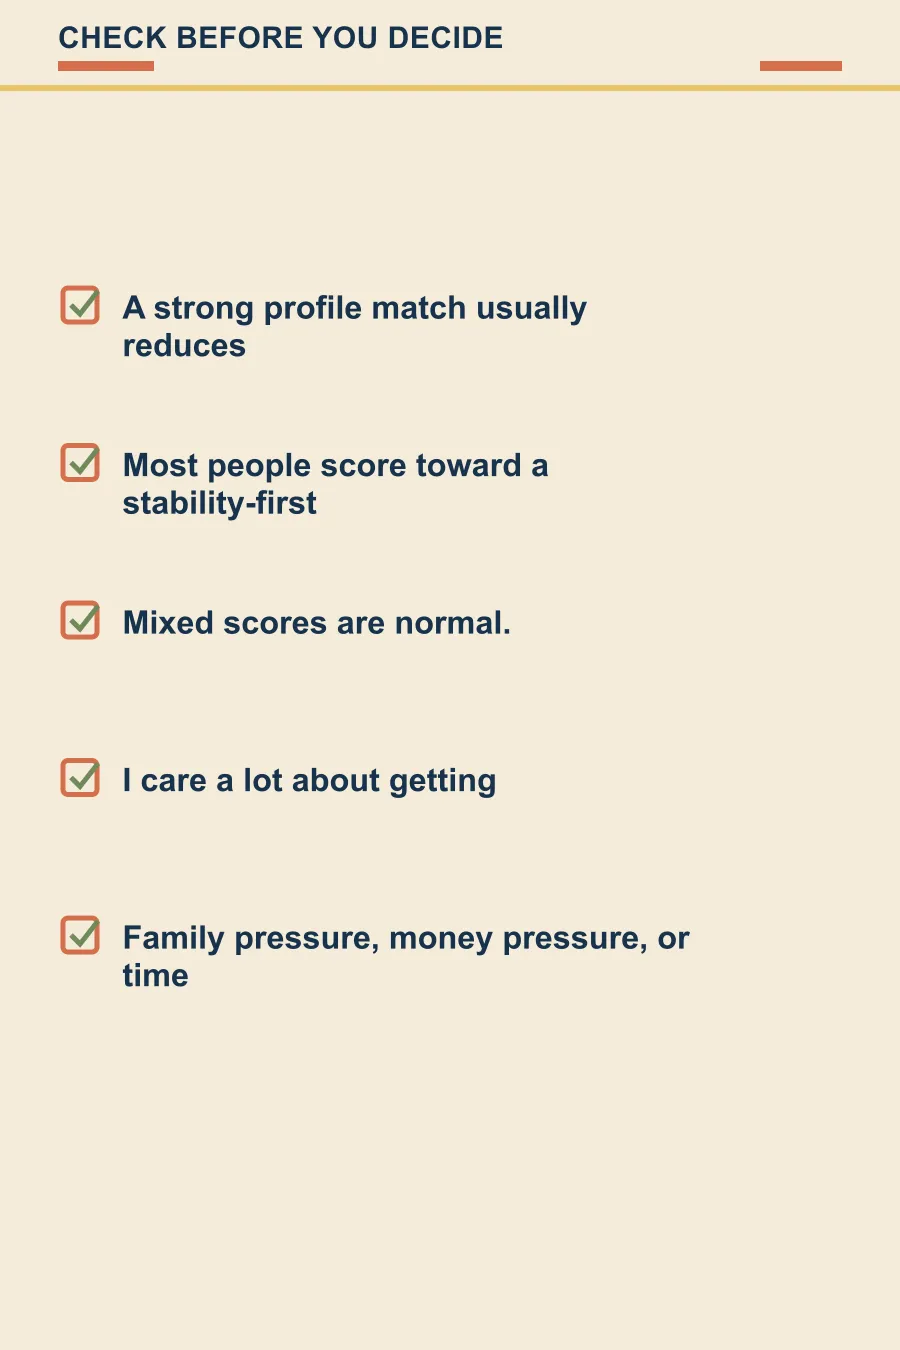 CHECK BEFORE YOU DECIDE
A strong profile match usually
reduces
Most people score toward a
stability-first
Mixed scores are normal.
I care a lot about getting
Family pressure, money pressure, or
time